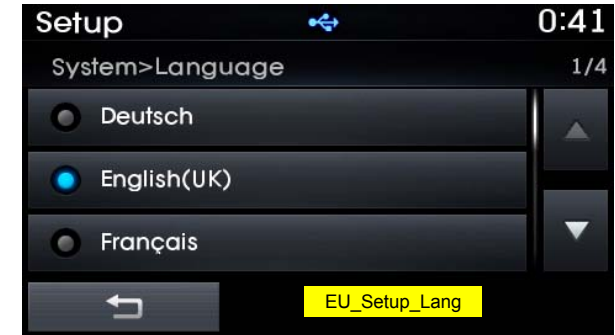 Setup 0:41
System>Language 1/4
Deutsch
English(UK)
Français
EU_Setup_Lang